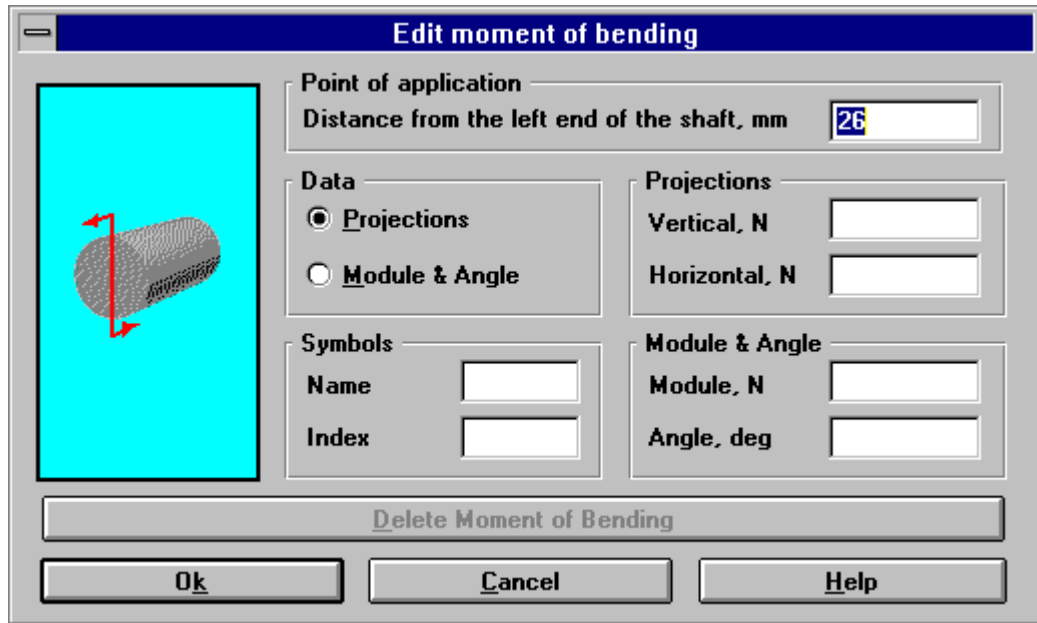 Edit moment of bending
Point of application
Distance from the left end of the shaft, mm 26
Data
Projections
Module & Angle
Projections
Vertical, N
Horizontal, N
Symbols
Name
Index
Module & Angle
Module, N
Angle, deg
Delete Moment of Bending
Ok Cancel Help